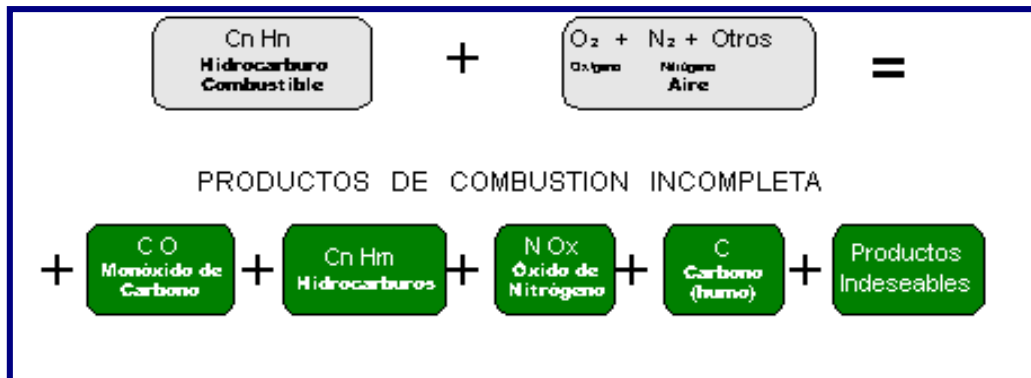 Cn Hn
Hidrocarburo
Combustible
+
O₂ + N₂ + Otros
Oxígeno Nitrógeno
Aire
=
PRODUCTOS DE COMBUSTION INCOMPLETA
+
C O
Monóxido de
Carbono
+
Cn Hm
Hidrocarburos
+
N Ox
Óxido de
Nitrógeno
+
C
Carbono
(humo)
+
Productos
Indeseables